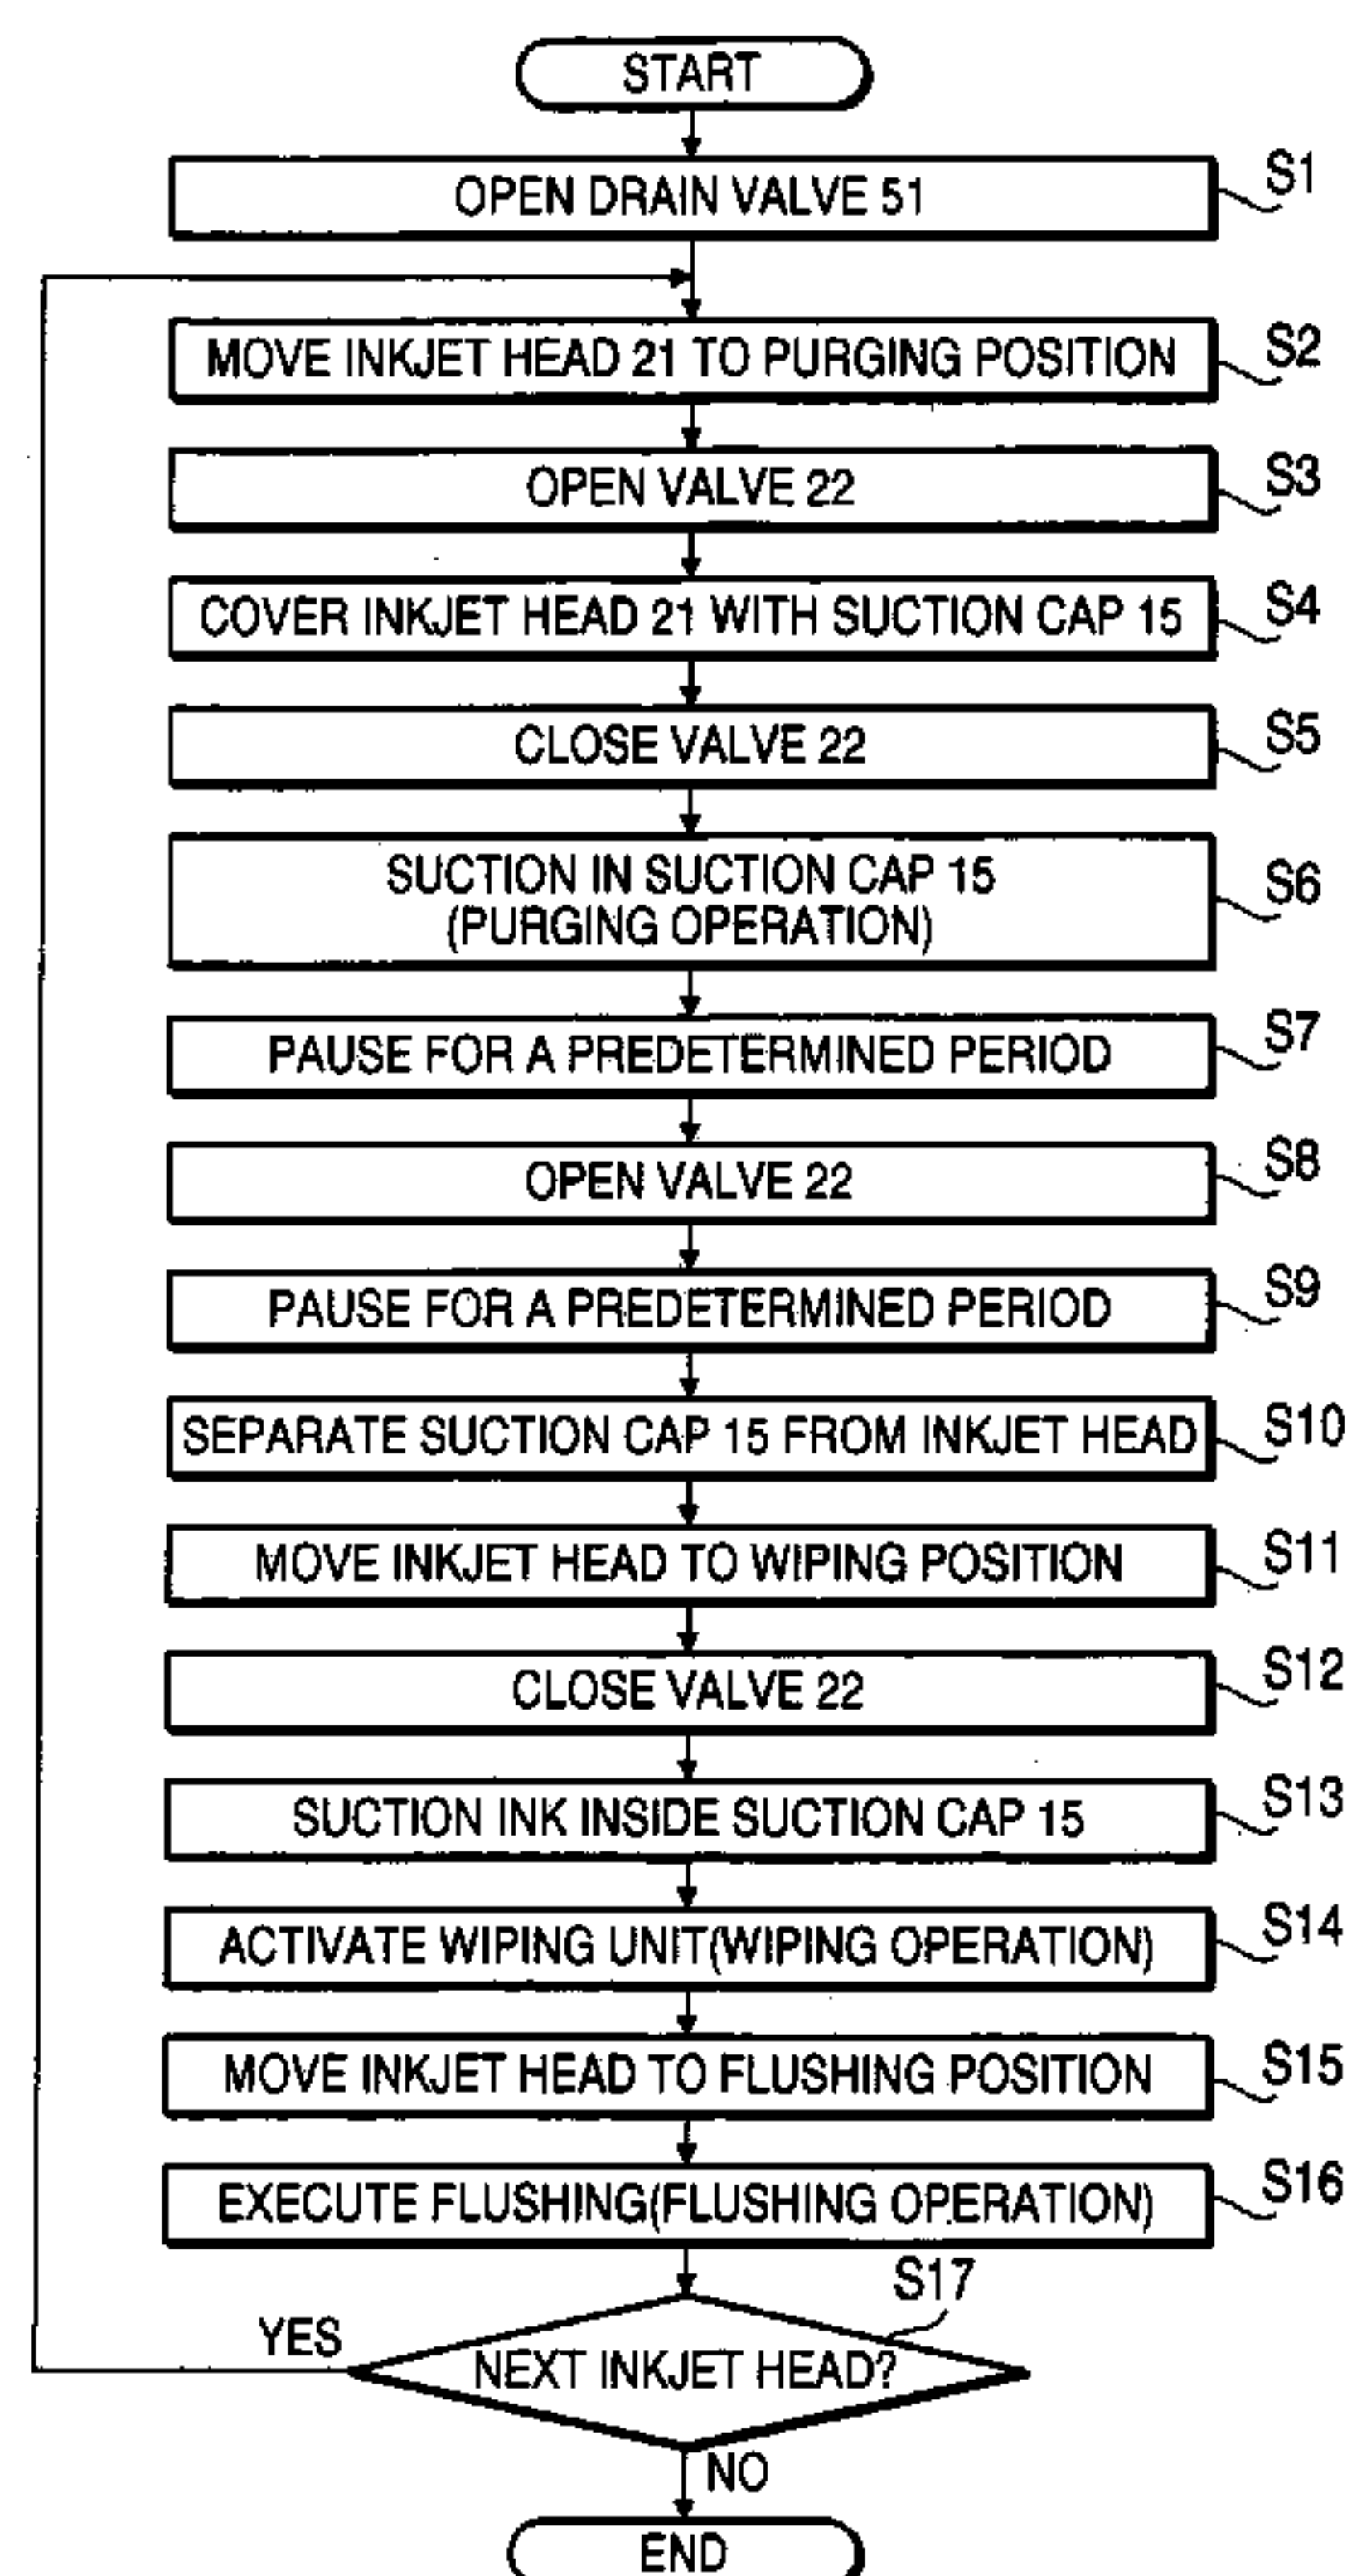 START
OPEN DRAIN VALVE 51
S1
MOVE INKJET HEAD 21 TO PURGING POSITION
S2
OPEN VALVE 22
S3
COVER INKJET HEAD 21 WITH SUCTION CAP 15
S4
CLOSE VALVE 22
S5
SUCTION IN SUCTION CAP 15
(PURGING OPERATION)
S6
PAUSE FOR A PREDETERMINED PERIOD
S7
OPEN VALVE 22
S8
PAUSE FOR A PREDETERMINED PERIOD
S9
SEPARATE SUCTION CAP 15 FROM INKJET HEAD
S10
MOVE INKJET HEAD TO WIPING POSITION
S11
CLOSE VALVE 22
S12
SUCTION INK INSIDE SUCTION CAP 15
S13
ACTIVATE WIPING UNIT(WIPING OPERATION)
S14
MOVE INKJET HEAD TO FLUSHING POSITION
S15
EXECUTE FLUSHING(FLUSHING OPERATION)
S16
S17
YES
NEXT INKJET HEAD?
NO
END